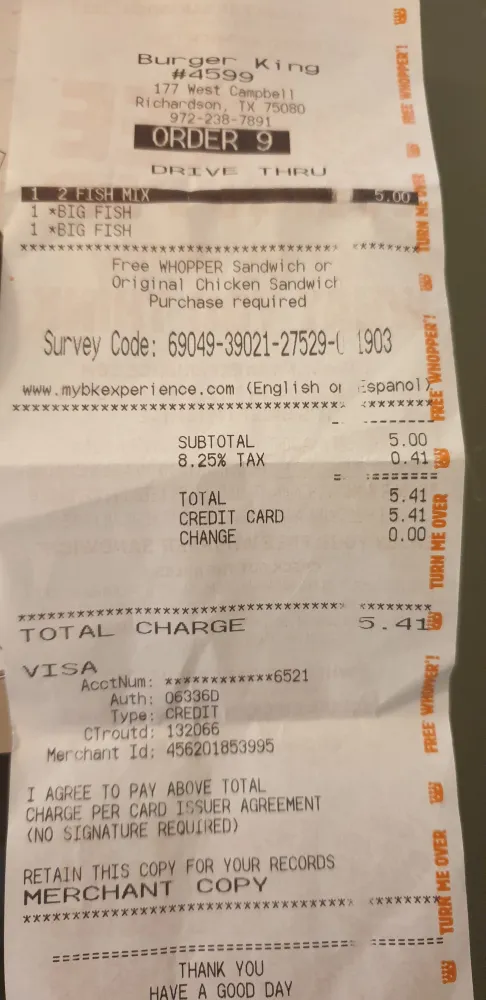 Burger King
#4599
177 West Campbell
Richardson, TX 75080
972-238-7891
ORDER 9
DRIVE THRU
1 2 FISH MIX 5.00
1 *BIG FISH
1 *BIG FISH
****************************************** *******
Free WHOPPER Sandwich or
Original Chicken Sandwich
Purchase required
Survey Code: 69049-39021-27529- 1903
www.mybkexperience.com (English or Espanol)
****************************************** *******
SUBTOTAL 5.00
8.25% TAX 0.41
= ========
TOTAL 5.41
CREDIT CARD 5.41
CHANGE 0.00
****************************************** *******
TOTAL CHARGE 5.41
VISA
AcctNum: ************6521
Auth: 06336D
Type: CREDIT
CTroutd: 132066
Merchant Id: 456201853995
I AGREE TO PAY ABOVE TOTAL
CHARGE PER CARD ISSUER AGREEMENT
(NO SIGNATURE REQUIRED)
RETAIN THIS COPY FOR YOUR RECORDS
MERCHANT COPY
****************************************** *******
====================================== ========
THANK YOU
HAVE A GOOD DAY
FREE WHOPPER!
TURN ME OVER
FREE WHOPPER!
TURN ME OVER
FREE WHOPPER!
TURN ME OVER